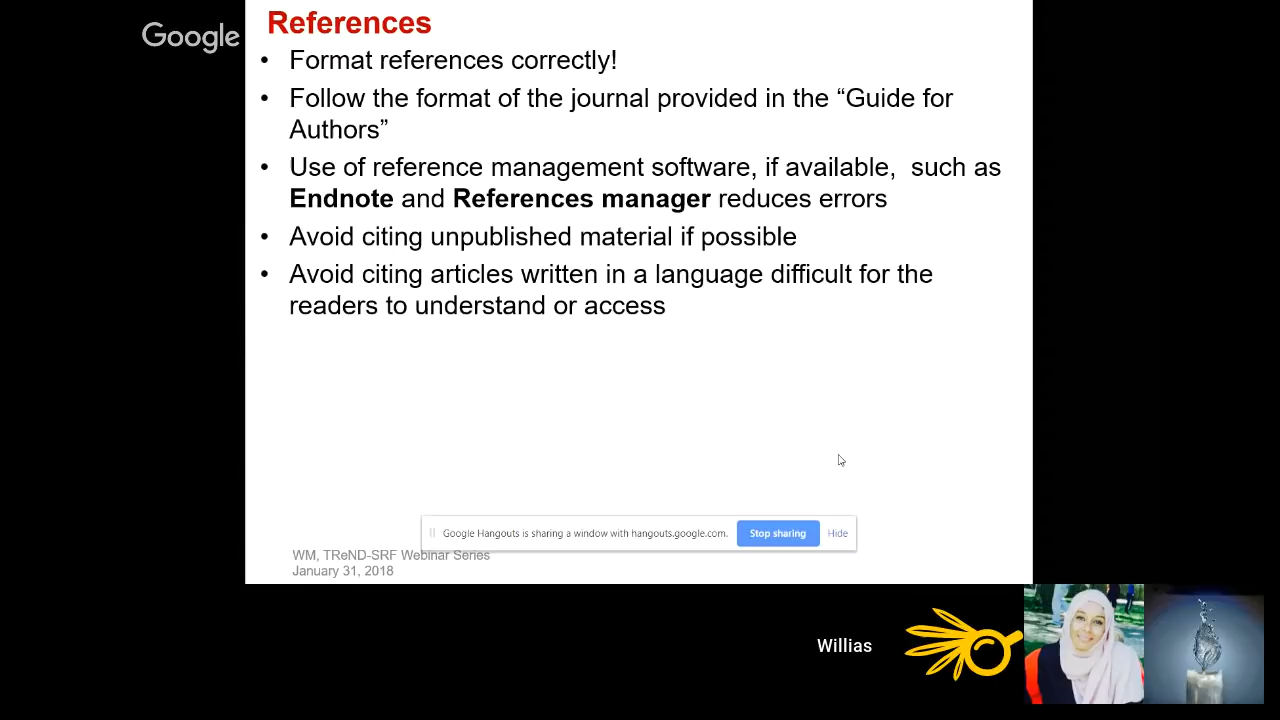 Google
References
• Format references correctly!
• Follow the format of the journal provided in the “Guide for
Authors”
• Use of reference management software, if available,  such as
Endnote and References manager reduces errors
• Avoid citing unpublished material if possible
• Avoid citing articles written in a language difficult for the
readers to understand or access
Google Hangouts is sharing a window with hangouts.google.com. Stop sharing Hide
WM, TReND-SRF Webinar Series
January 31, 2018
Willias